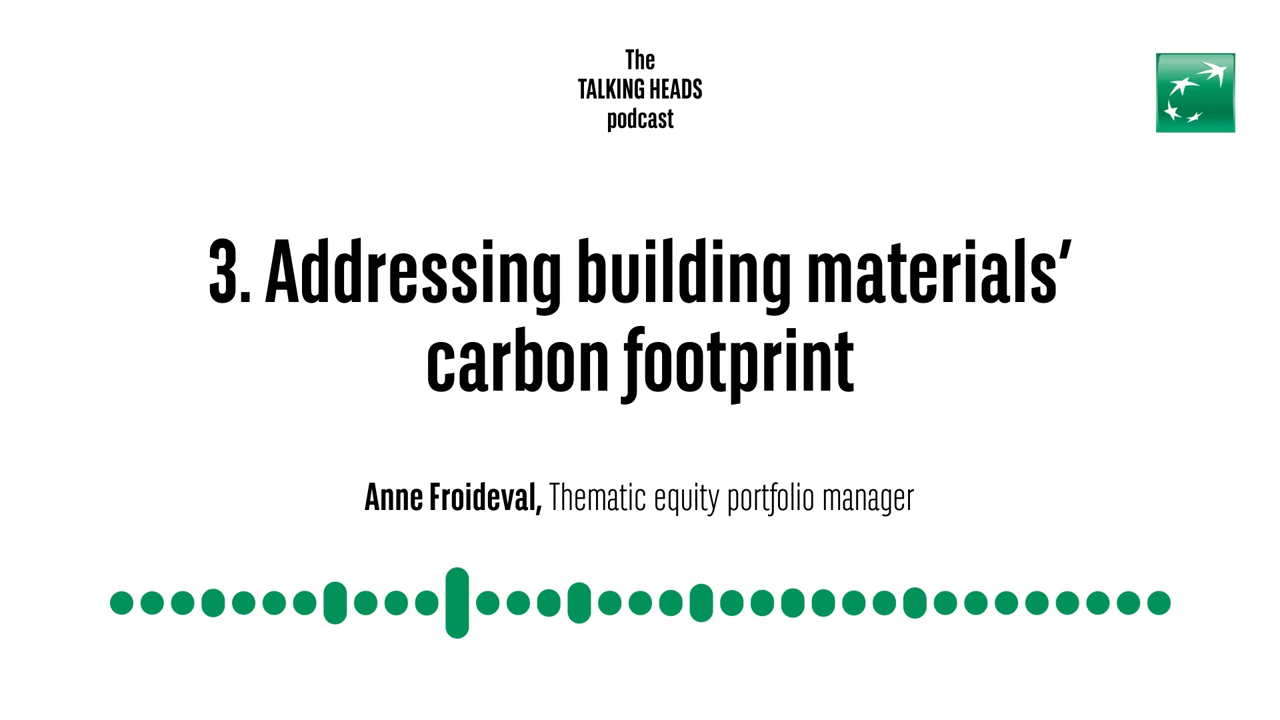 The
TALKING HEADS
podcast
3. Addressing building materials’
carbon footprint
Anne Froideval, Thematic equity portfolio manager